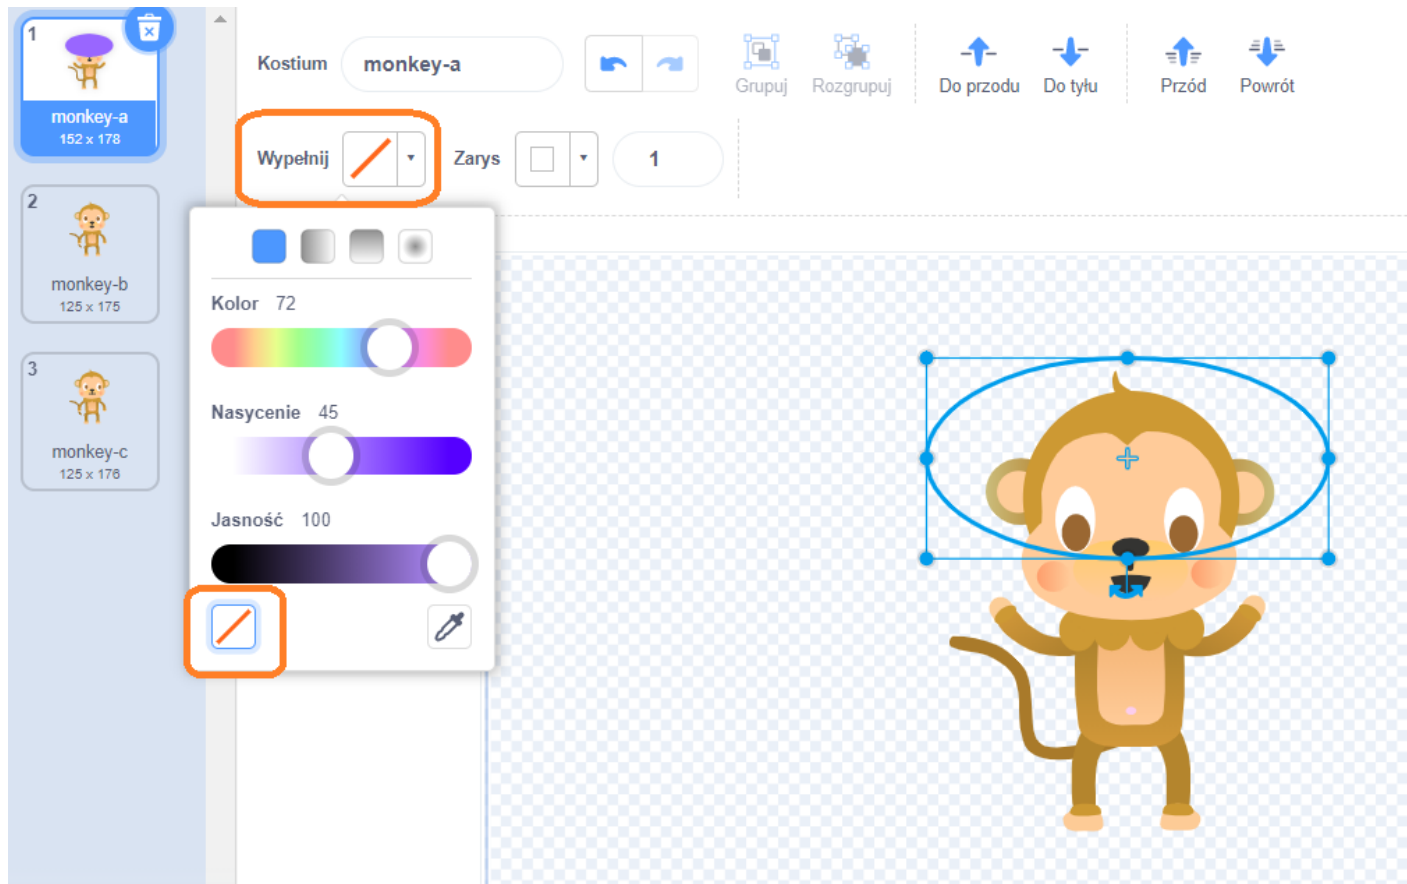 1
monkey-a
152 x 178
2
monkey-b
125 x 175
3
monkey-c
125 x 176
Kostium monkey-a
Grupuj Rozgrupuj Do przodu Do tyłu Przód Powrót
Wypełnij Zarys 1
Kolor 72
Nasycenie 45
Jasność 100